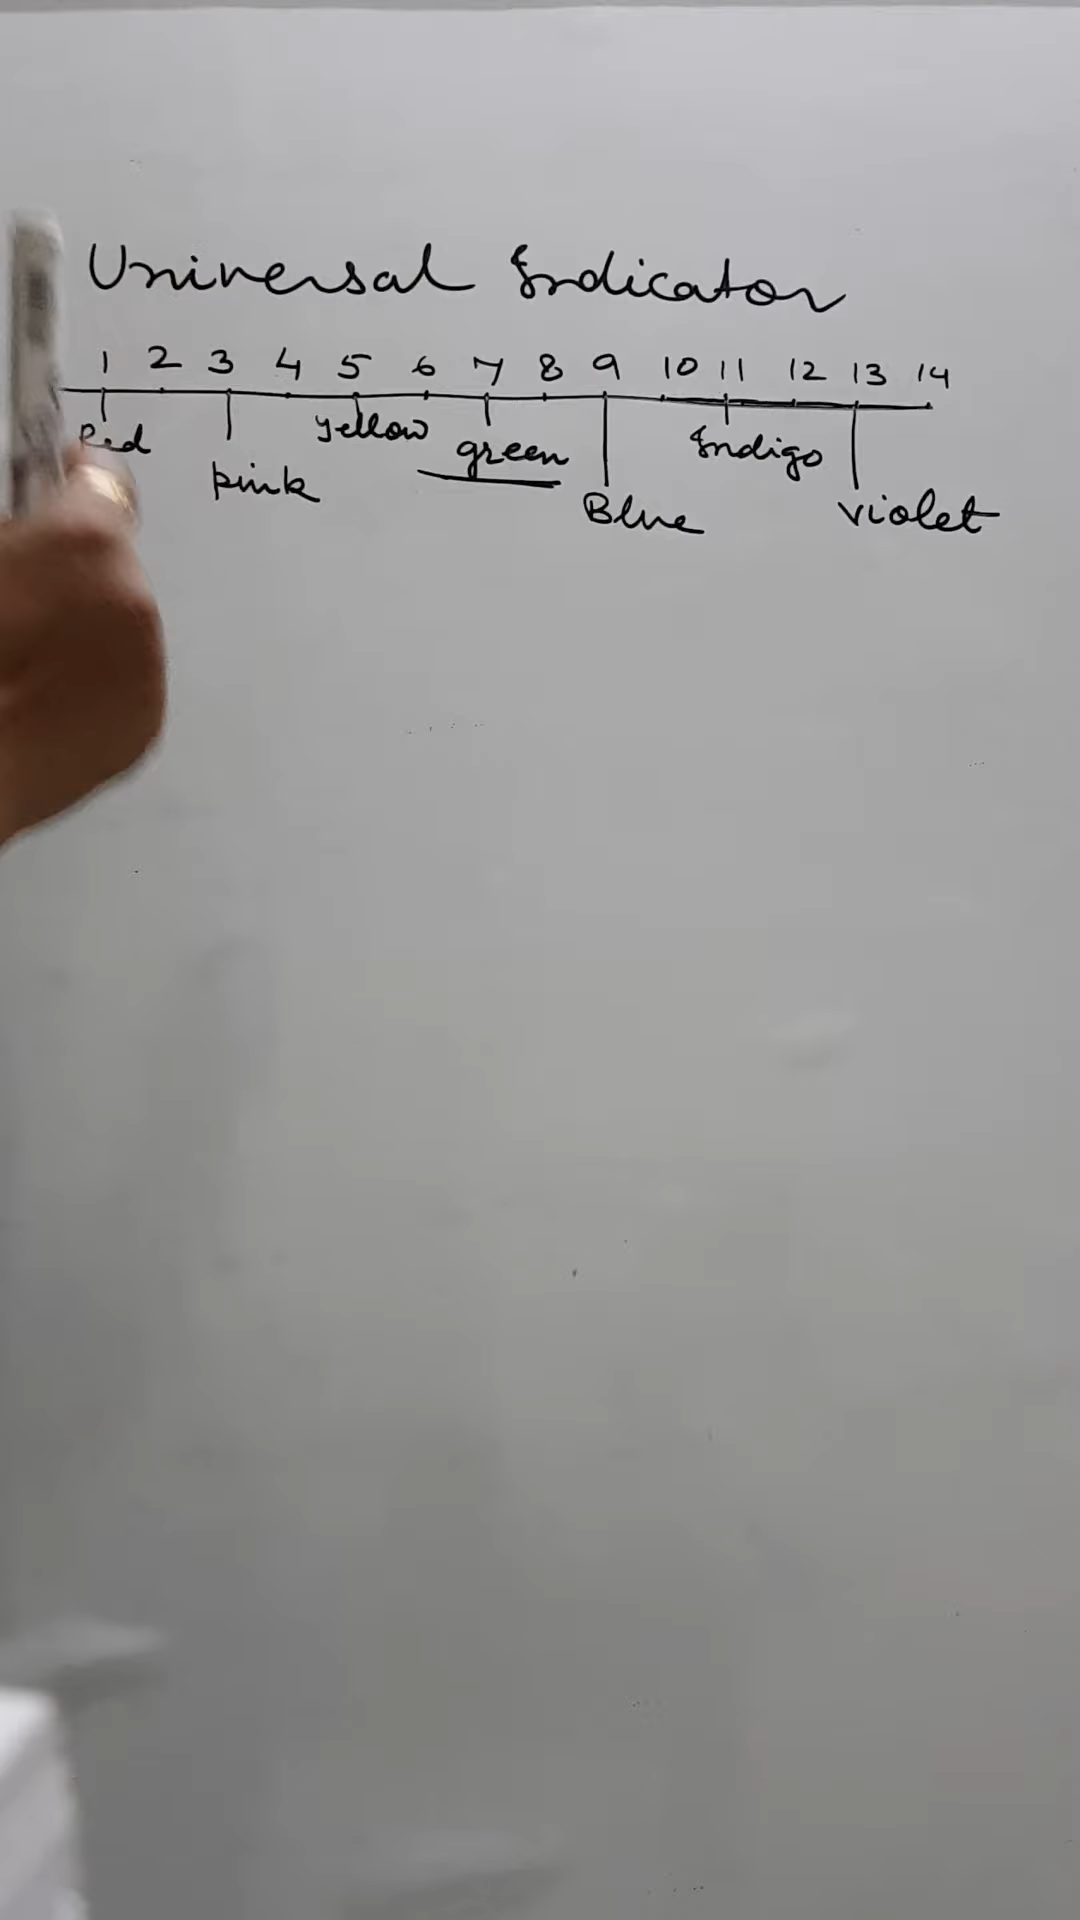 Universal Indicator
1 2 3 4 5 6 7 8 9 10 11 12 13 14
Red yellow green Indigo
pink Blue violet